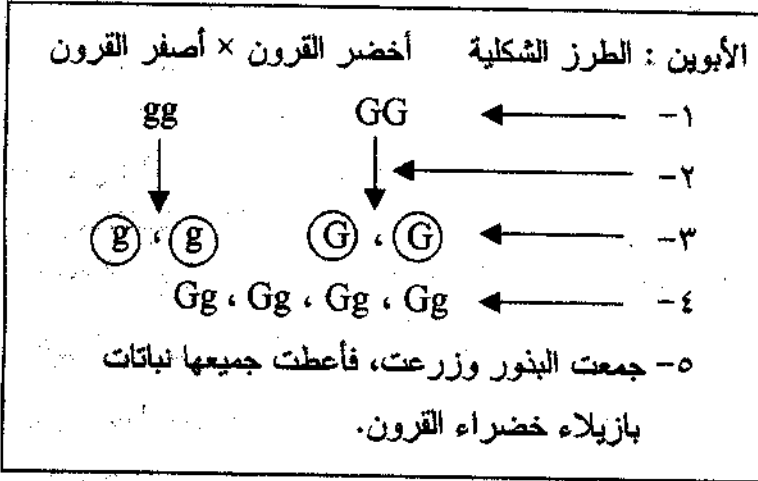 الأبوين : الطرز الشكلية أخضر القرون × أصفر القرون
١- GG gg
٢-
٣- G ، G g ، g
٤- Gg ، Gg ، Gg ، Gg
٥- جمعت البذور وزرعت، فأعطت جميعها نباتات
بازيلاء خضراء القرون.